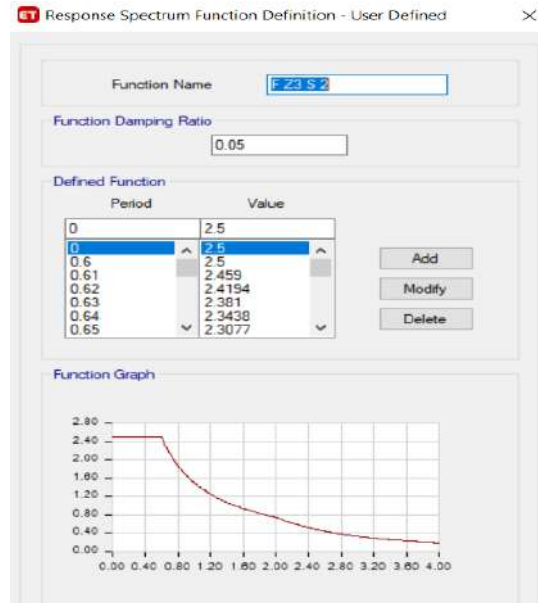 ET Response Spectrum Function Definition - User Defined ×
Function Name F Z3 S 2
Function Damping Ratio
0.05
Defined Function
Period Value
0 2.5
0 2.5
0.6 2.5
0.61 2.459
0.62 2.4194
0.63 2.381
0.64 2.3438
0.65 2.3077
Add
Modify
Delete
Function Graph
2.80
2.40
2.00
1.60
1.20
0.80
0.40
0.00
0.00 0.40 0.80 1.20 1.60 2.00 2.40 2.80 3.20 3.60 4.00